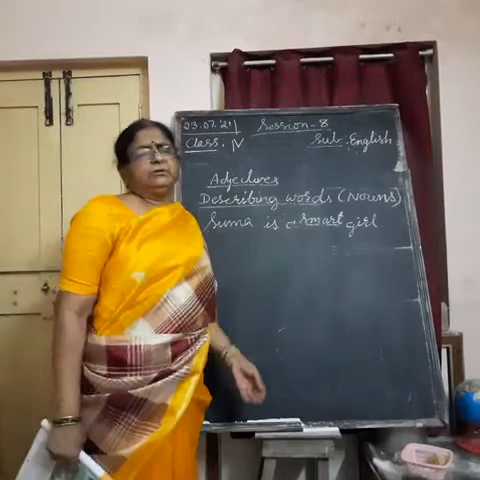 23.07.21 Session-8
Class. IV Sub: English
Adjectives
Describing words (Nouns)
Suma is a smart girl